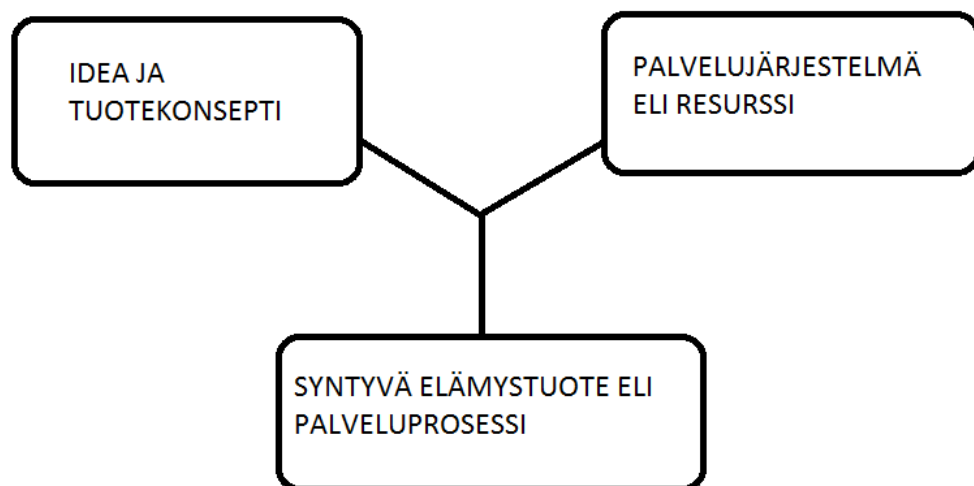 IDEA JA
TUOTEKONSEPTI
PALVELUJÄRJESTELMÄ
ELI RESURSSI
SYNTYVÄ ELÄMYSTUOTE ELI
PALVELUPROSESSI